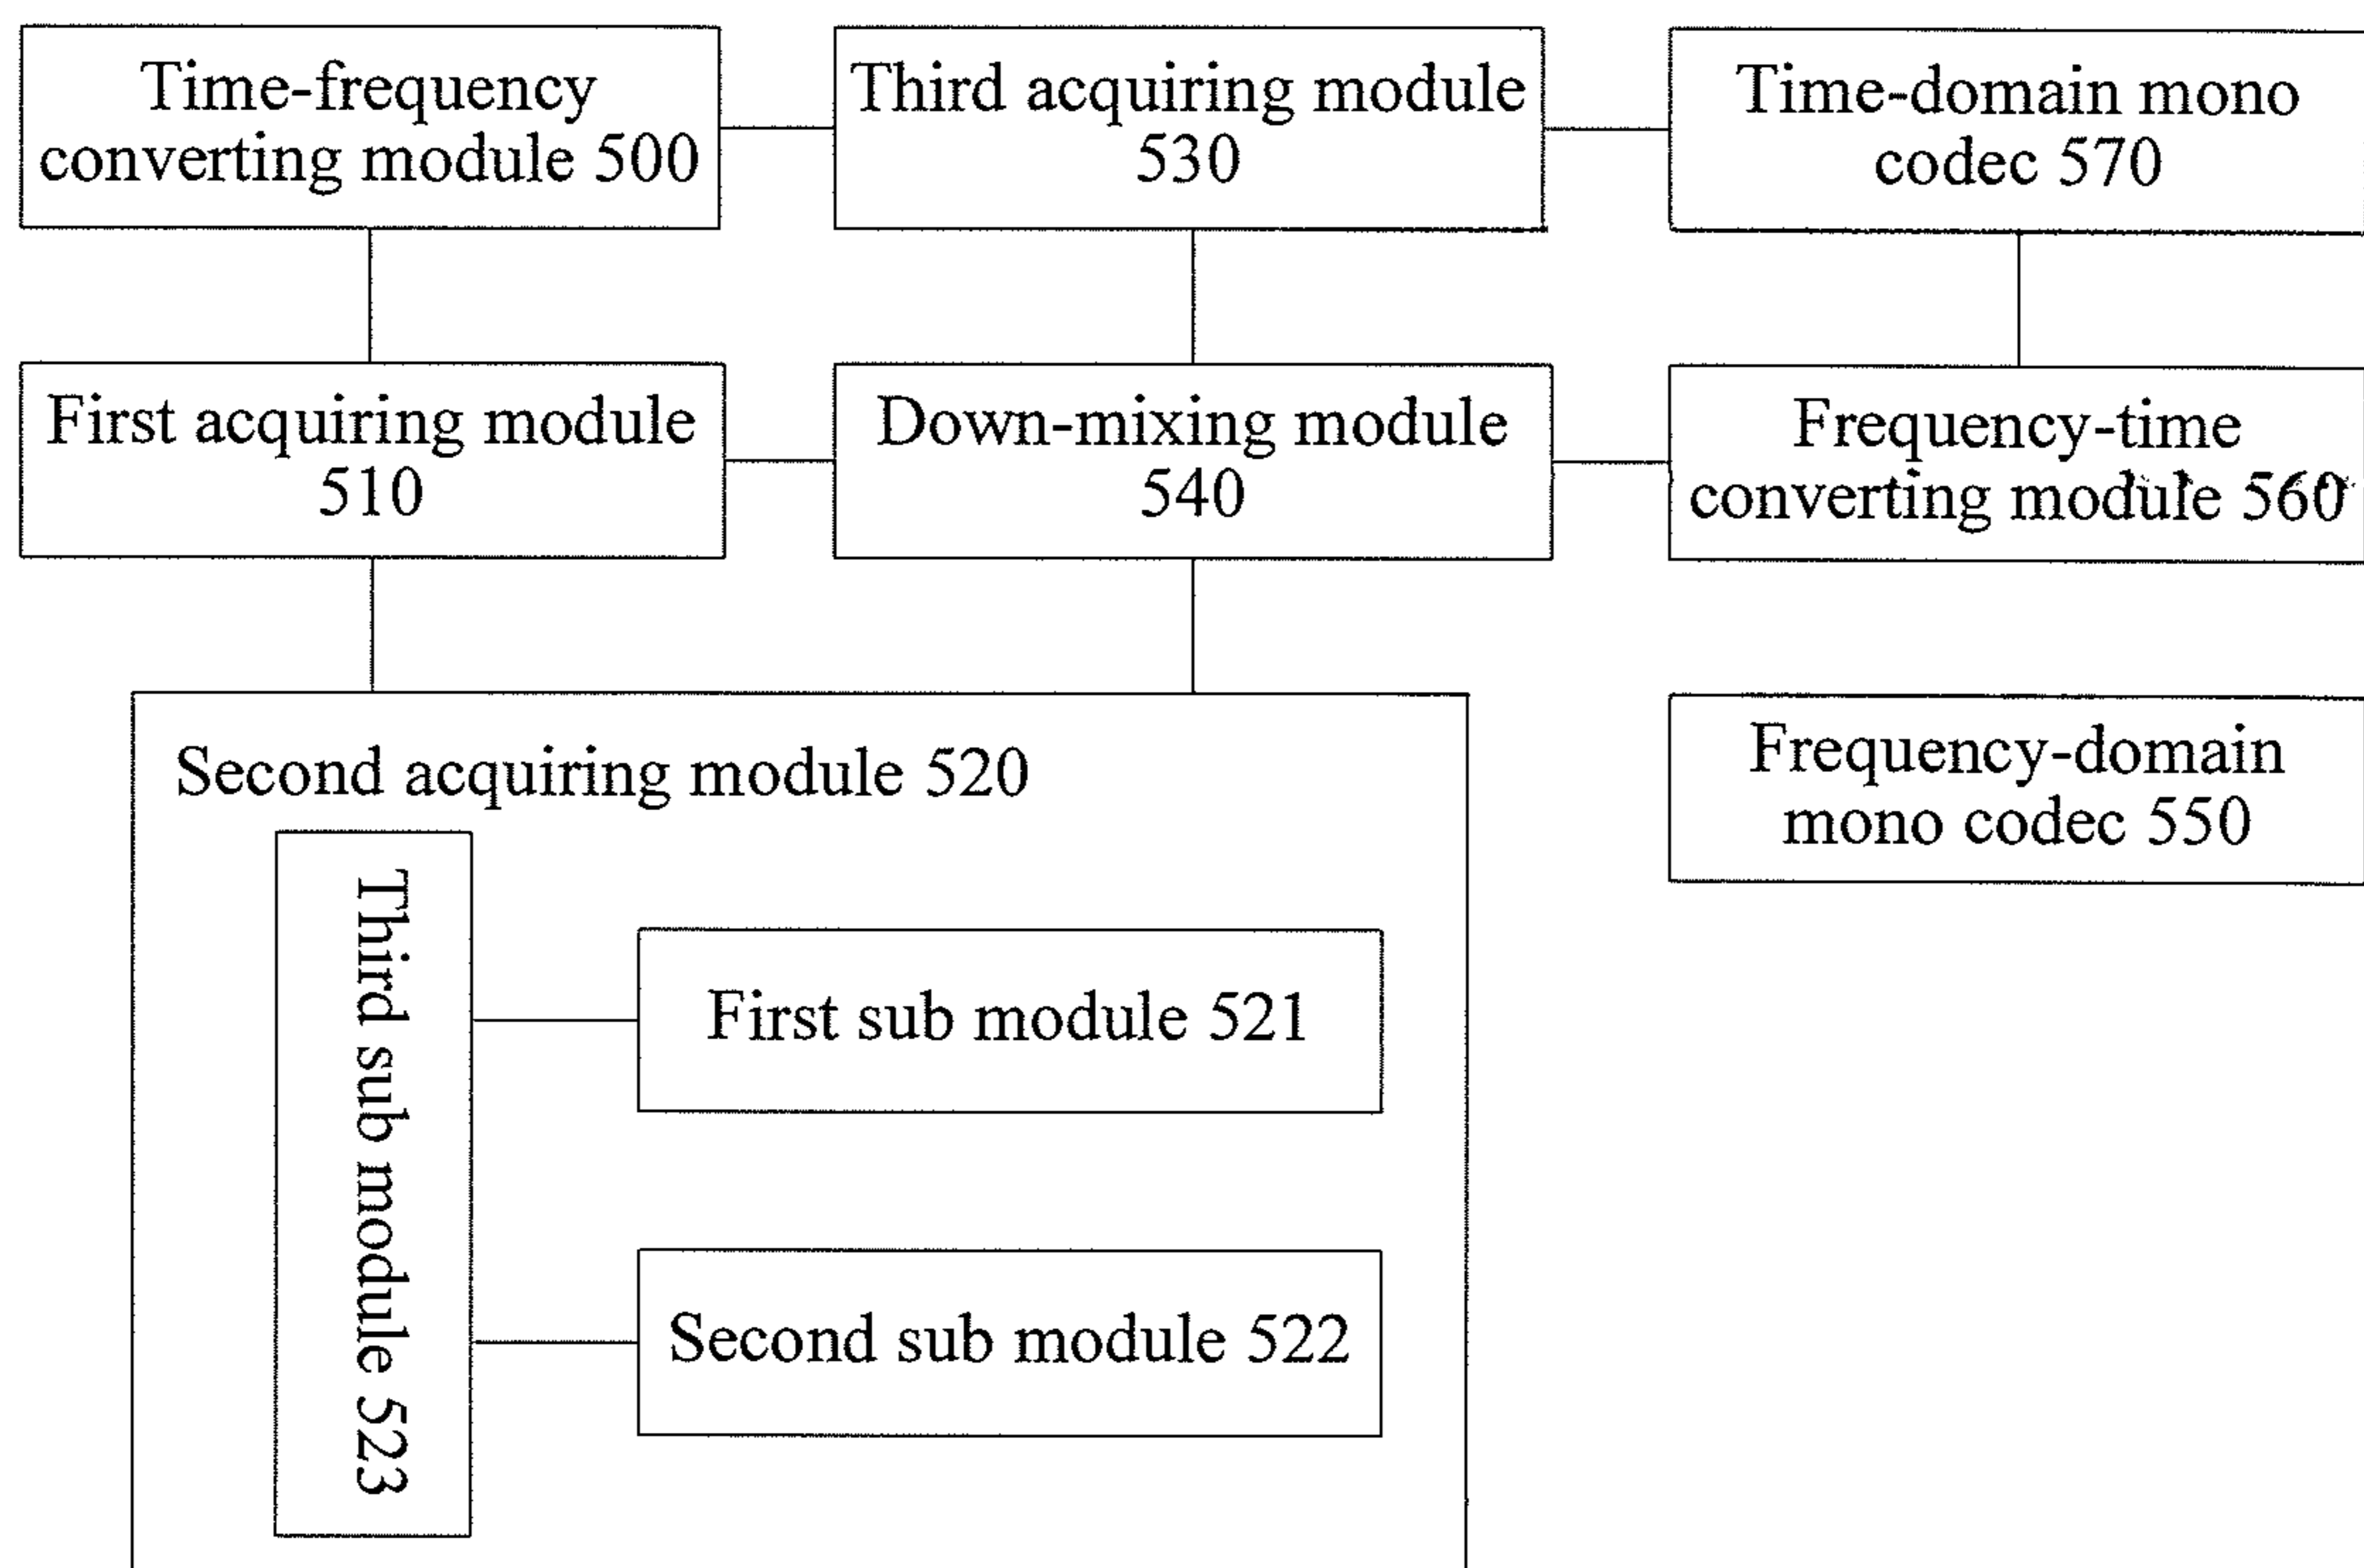 Time-frequency
converting module 500
Third acquiring module
530
Time-domain mono
codec 570
First acquiring module
510
Down-mixing module
540
Frequency-time
converting module 560
Second acquiring module 520
Frequency-domain
mono codec 550
Third sub module 523
First sub module 521
Second sub module 522